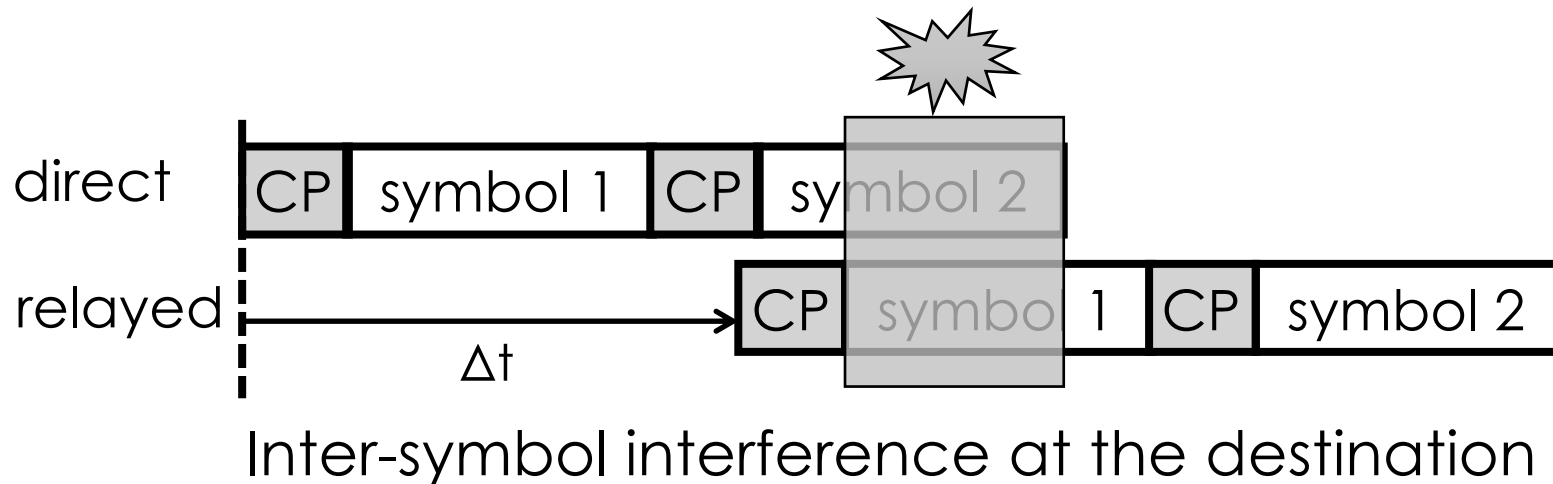 direct CP symbol 1 CP symbol 2
relayed CP symbol 1 CP symbol 2
Δt
Inter-symbol interference at the destination